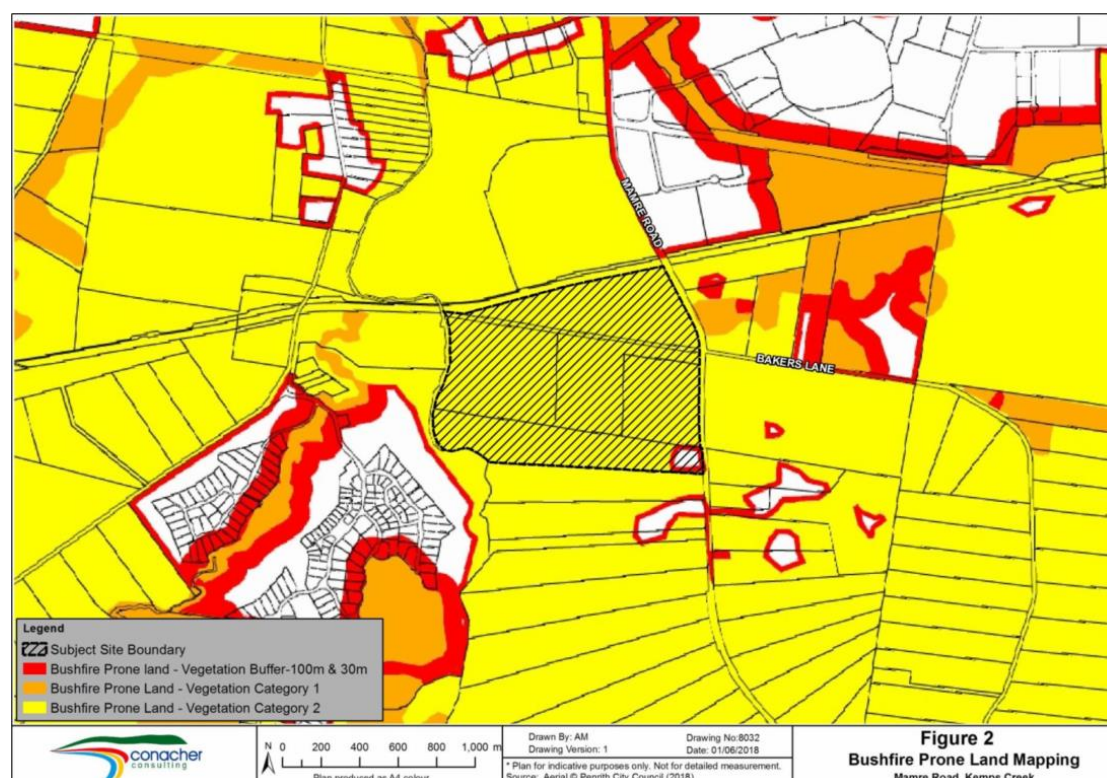 MAMRE ROAD
BAKERS LANE
Legend
Subject Site Boundary
Bushfire Prone land - Vegetation Buffer-100m & 30m
Bushfire Prone Land - Vegetation Category 1
Bushfire Prone Land - Vegetation Category 2
conacher
consulting
N
0 200 400 600 800 1,000 m
Plan produced as A4 colour
Drawn By: AM
Drawing Version: 1
Drawing No:8032
Date: 01/06/2018
* Plan for indicative purposes only. Not for detailed measurement.
Source: Aerial © Penrith City Council (2018)
Figure 2
Bushfire Prone Land Mapping
Mamre Road, Kemps Creek